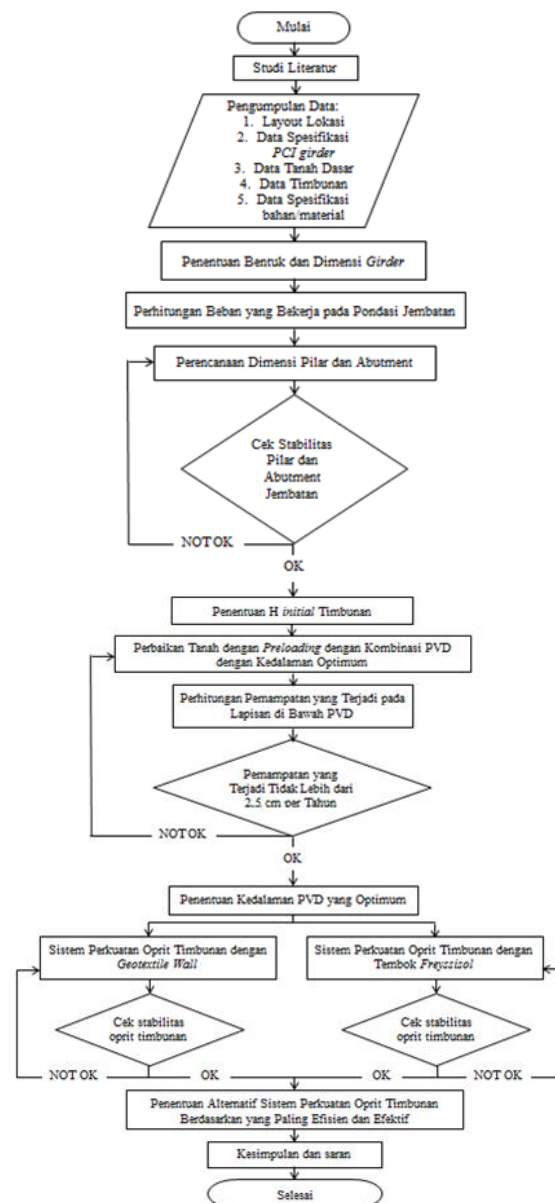 Mulai
Studi Literatur
Pengumpulan Data:
1. Layout Lokasi
2. Data Spesifikasi
PCI girder
3. Data Tanah Dasar
4. Data Timbunan
5. Data Spesifikasi
bahan/material
Penentuan Bentuk dan Dimensi Girder
Perhitungan Beban yang Bekerja pada Pondasi Jembatan
Perencanaan Dimensi Pilar dan Abutment
Cek Stabilitas
Pilar dan
Abutment
Jembatan
NOT OK
OK
Penentuan H initial Timbunan
Perbaikan Tanah dengan Preloading dengan Kombinasi PVD
dengan Kedalaman Optimum
Perhitungan Pemampatan yang Terjadi pada
Lapisan di Bawah PVD
Pemampatan yang
Terjadi Tidak Lebih dari
2.5 cm per Tahun
NOT OK
OK
Penentuan Kedalaman PVD yang Optimum
Sistem Perkuatan Oprit Timbunan dengan
Geotextile Wall
Sistem Perkuatan Oprit Timbunan dengan
Tembok Freyssisol
Cek stabilitas
oprit timbunan
Cek stabilitas
oprit timbunan
NOT OK
OK
OK
NOT OK
Penentuan Alternatif Sistem Perkuatan Oprit Timbunan
Berdasarkan yang Paling Efisien dan Efektif
Kesimpulan dan saran
Selesai